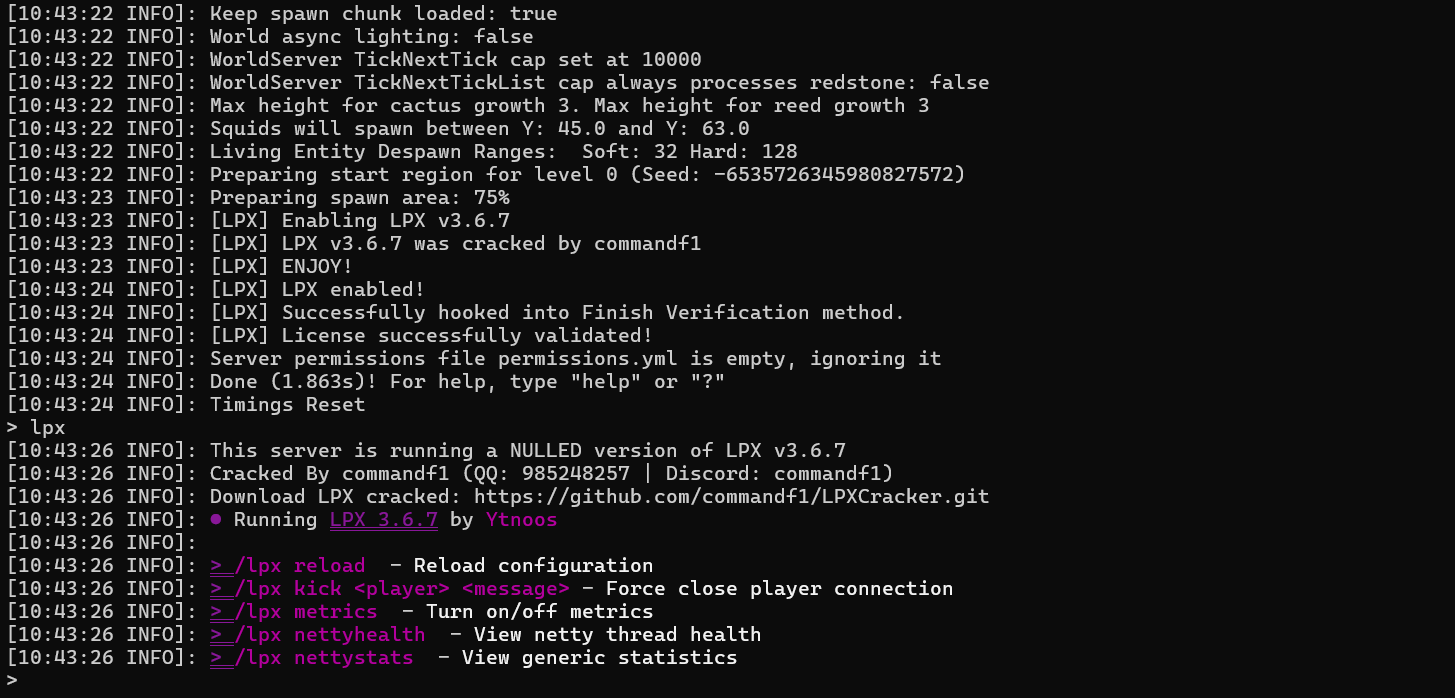 [10:43:22 INFO]: Keep spawn chunk loaded: true
[10:43:22 INFO]: World async lighting: false
[10:43:22 INFO]: WorldServer TickNextTick cap set at 10000
[10:43:22 INFO]: WorldServer TickNextTickList cap always processes redstone: false
[10:43:22 INFO]: Max height for cactus growth 3. Max height for reed growth 3
[10:43:22 INFO]: Squids will spawn between Y: 45.0 and Y: 63.0
[10:43:22 INFO]: Living Entity Despawn Ranges:  Soft: 32 Hard: 128
[10:43:22 INFO]: Preparing start region for level 0 (Seed: -6535726345980827572)
[10:43:23 INFO]: Preparing spawn area: 75%
[10:43:23 INFO]: [LPX] Enabling LPX v3.6.7
[10:43:23 INFO]: [LPX] LPX v3.6.7 was cracked by commandf1
[10:43:23 INFO]: [LPX] ENJOY!
[10:43:24 INFO]: [LPX] LPX enabled!
[10:43:24 INFO]: [LPX] Successfully hooked into Finish Verification method.
[10:43:24 INFO]: [LPX] License successfully validated!
[10:43:24 INFO]: Server permissions file permissions.yml is empty, ignoring it
[10:43:24 INFO]: Done (1.863s)! For help, type "help" or "?"
[10:43:24 INFO]: Timings Reset
> lpx
[10:43:26 INFO]: This server is running a NULLED version of LPX v3.6.7
[10:43:26 INFO]: Cracked By commandf1 (QQ: 985248257 | Discord: commandf1)
[10:43:26 INFO]: Download LPX cracked: https://github.com/commandf1/LPXCracker.git
[10:43:26 INFO]: ● Running LPX 3.6.7 by Ytnoos
[10:43:26 INFO]:
[10:43:26 INFO]: >_/lpx reload  - Reload configuration
[10:43:26 INFO]: >_/lpx kick <player> <message> - Force close player connection
[10:43:26 INFO]: >_/lpx metrics  - Turn on/off metrics
[10:43:26 INFO]: >_/lpx nettyhealth  - View netty thread health
[10:43:26 INFO]: >_/lpx nettystats  - View generic statistics
>